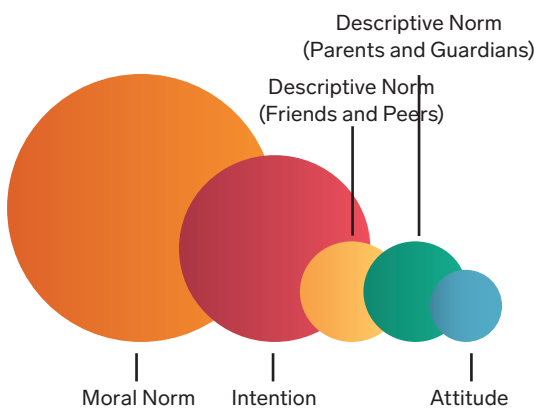 Descriptive Norm
(Parents and Guardians)
Descriptive Norm
(Friends and Peers)
Moral Norm
Intention
Attitude